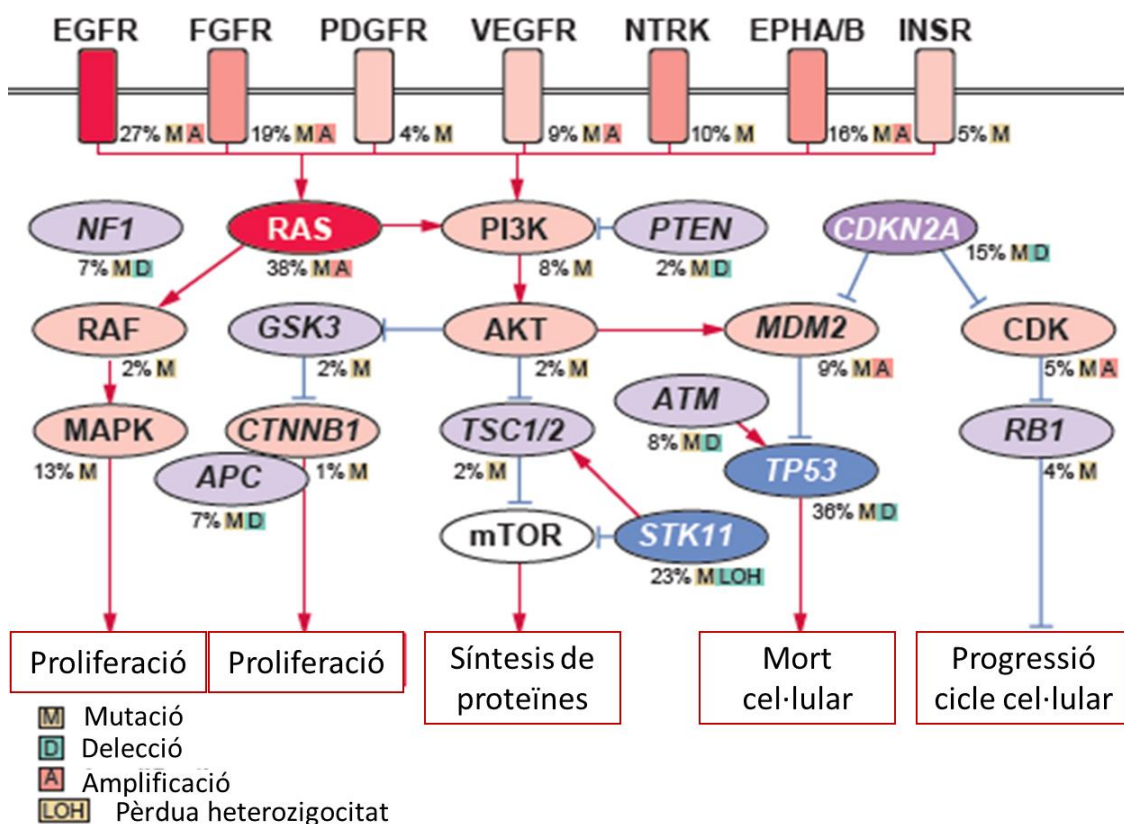 EGFR FGFR PDGFR VEGFR NTRK EPHA/B INSR
27% M A 19% M A 4% M 9% M A 10% M 16% M A 5% M
NF1 RAS PI3K PTEN CDKN2A
7% M D 38% M A 8% M 2% M D 15% M D
RAF GSK3 AKT MDM2 CDK
2% M 2% M 2% M 9% M A 5% M A
MAPK CTNNB1 TSC1/2 ATM RB1
13% M 1% M 2% M 8% M D 4% M
APC TP53
7% M D 36% M D
mTOR STK11
23% M LOH
Proliferació Proliferació Síntesis de Mort Progressió
proteïnes cel·lular cicle cel·lular
M Mutació
D Delecció
A Amplificació
LOH Pèrdua heterozigocitat